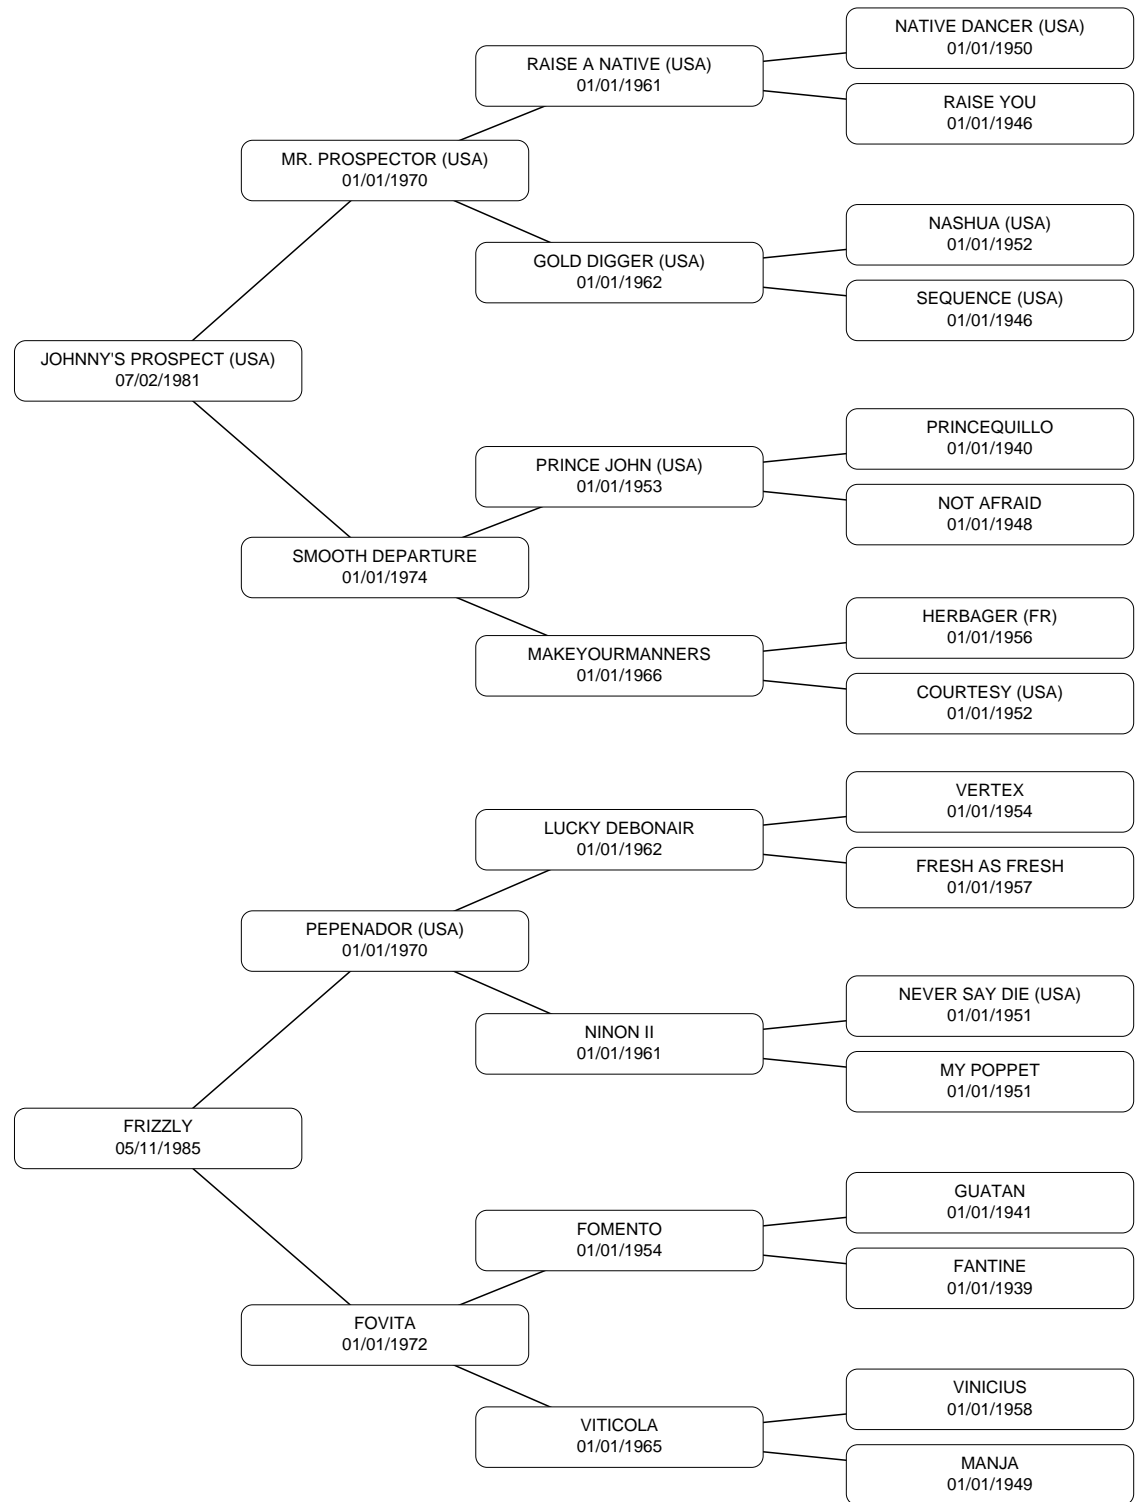 NATIVE DANCER (USA)
01/01/1950
RAISE A NATIVE (USA)
01/01/1961
RAISE YOU
01/01/1946
MR. PROSPECTOR (USA)
01/01/1970
NASHUA (USA)
01/01/1952
GOLD DIGGER (USA)
01/01/1962
SEQUENCE (USA)
01/01/1946
JOHNNY'S PROSPECT (USA)
07/02/1981
PRINCEQUILLO
01/01/1940
PRINCE JOHN (USA)
01/01/1953
NOT AFRAID
01/01/1948
SMOOTH DEPARTURE
01/01/1974
HERBAGER (FR)
01/01/1956
MAKEYOURMANNERS
01/01/1966
COURTESY (USA)
01/01/1952
VERTEX
01/01/1954
LUCKY DEBONAIR
01/01/1962
FRESH AS FRESH
01/01/1957
PEPENADOR (USA)
01/01/1970
NEVER SAY DIE (USA)
01/01/1951
NINON II
01/01/1961
MY POPPET
01/01/1951
FRIZZLY
05/11/1985
GUATAN
01/01/1941
FOMENTO
01/01/1954
FANTINE
01/01/1939
FOVITA
01/01/1972
VINICIUS
01/01/1958
VITICOLA
01/01/1965
MANJA
01/01/1949